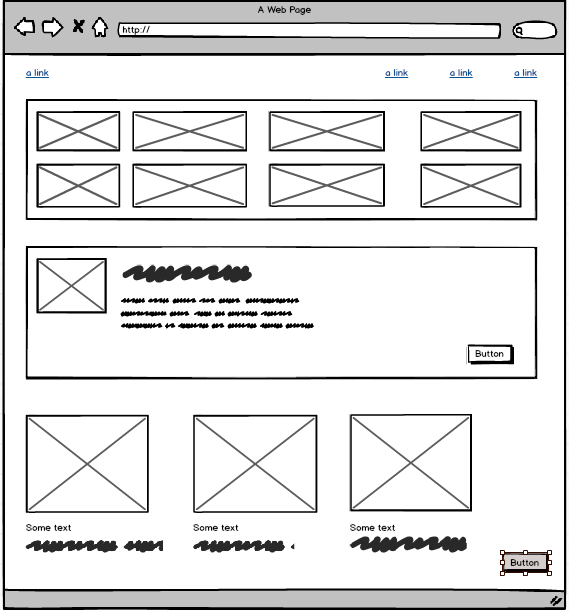 A Web Page
http://
a link
a link a link a link
Button
Some text Some text Some text
Button